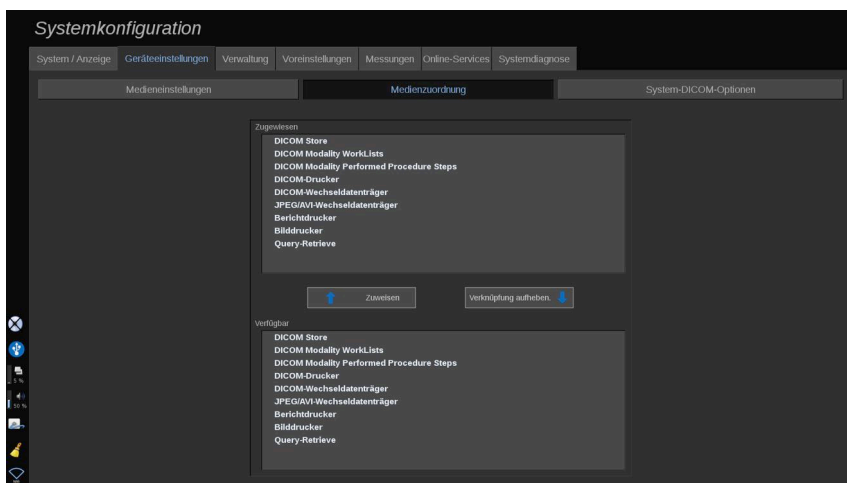 Systemkonfiguration
System / Anzeige Geräteeinstellungen Verwaltung Voreinstellungen Messungen Online-Services Systemdiagnose
Medieneinstellungen Medienzuordnung System-DICOM-Optionen
Zugewiesen
DICOM Store
DICOM Modality WorkLists
DICOM Modality Performed Procedure Steps
DICOM-Drucker
DICOM-Wechseldatenträger
JPEG/AVI-Wechseldatenträger
Berichtdrucker
Bilddrucker
Query-Retrieve
Zuweisen Verknüpfung aufheben.
Verfügbar
DICOM Store
DICOM Modality WorkLists
DICOM Modality Performed Procedure Steps
DICOM-Drucker
DICOM-Wechseldatenträger
JPEG/AVI-Wechseldatenträger
Berichtdrucker
Bilddrucker
Query-Retrieve
5 %
50 %